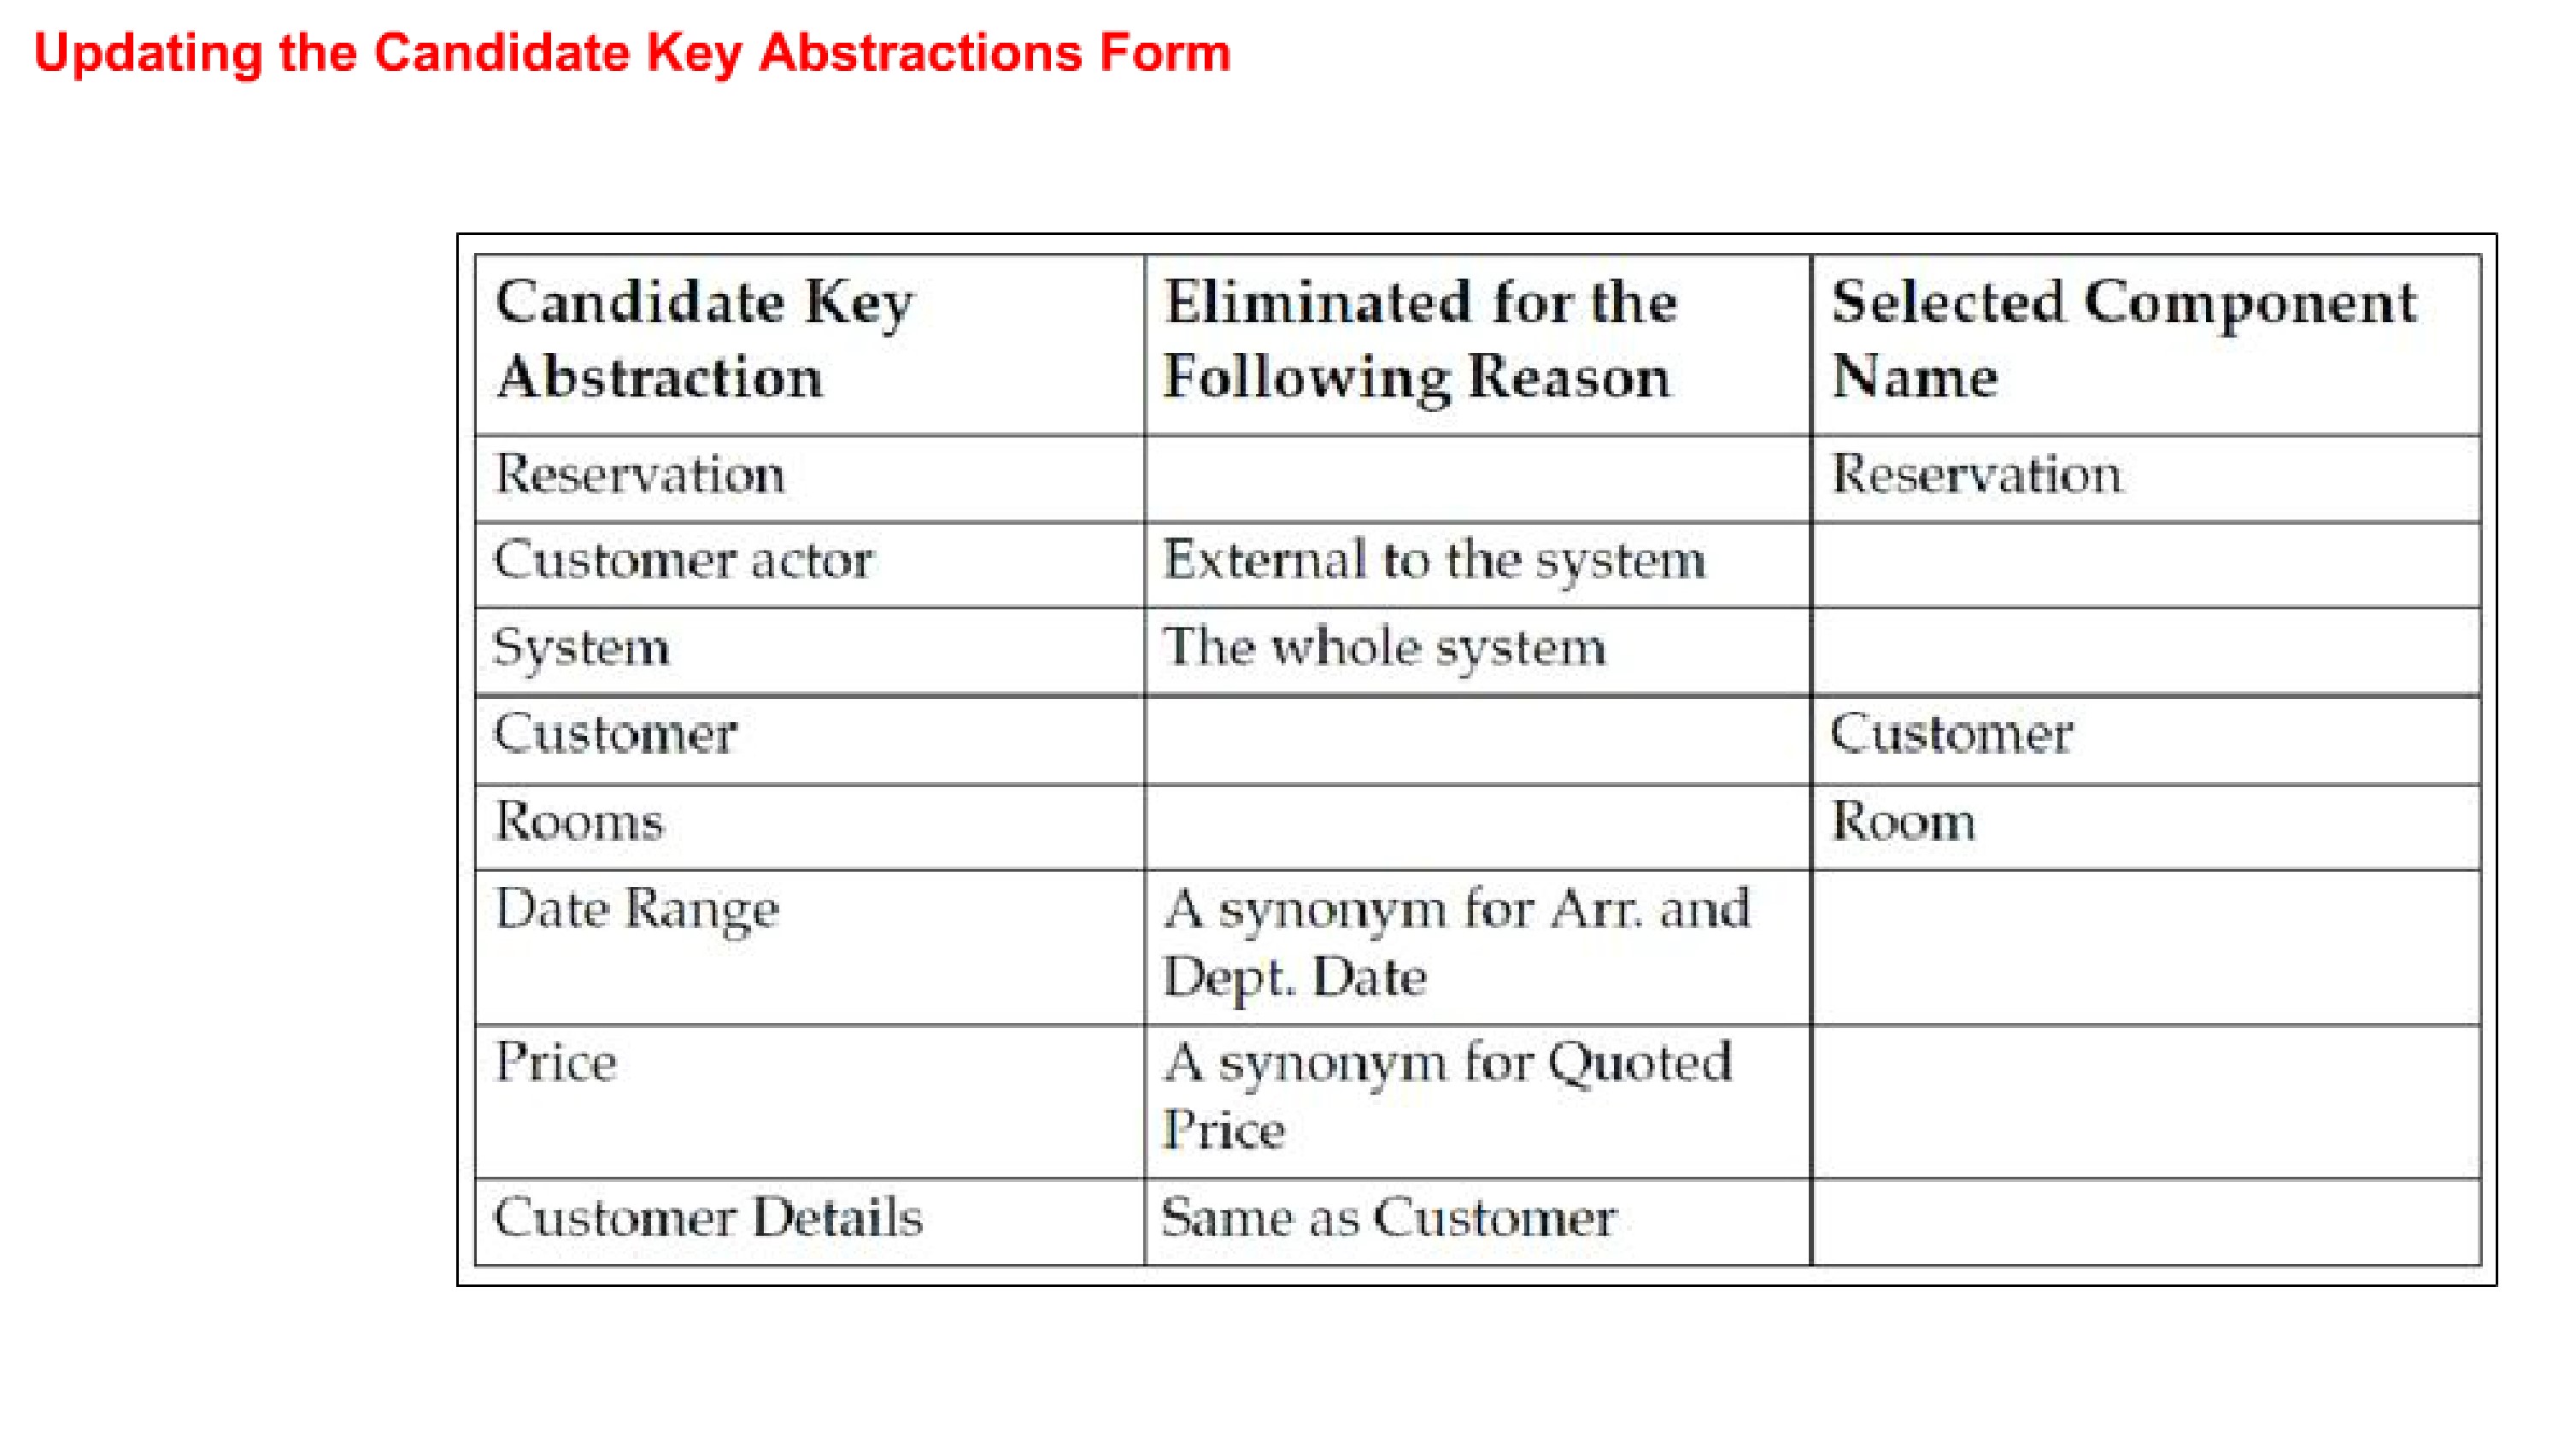 Updating the Candidate Key Abstractions Form
Candidate Key
Abstraction
Eliminated for the
Following Reason
Selected Component
Name
Reservation
Reservation
Customer actor
External to the system
System
The whole system
Customer
Customer
Rooms
Room
Date Range
A synonym for Arr. and
Dept. Date
Price
A synonym for Quoted
Price
Customer Details
Same as Customer